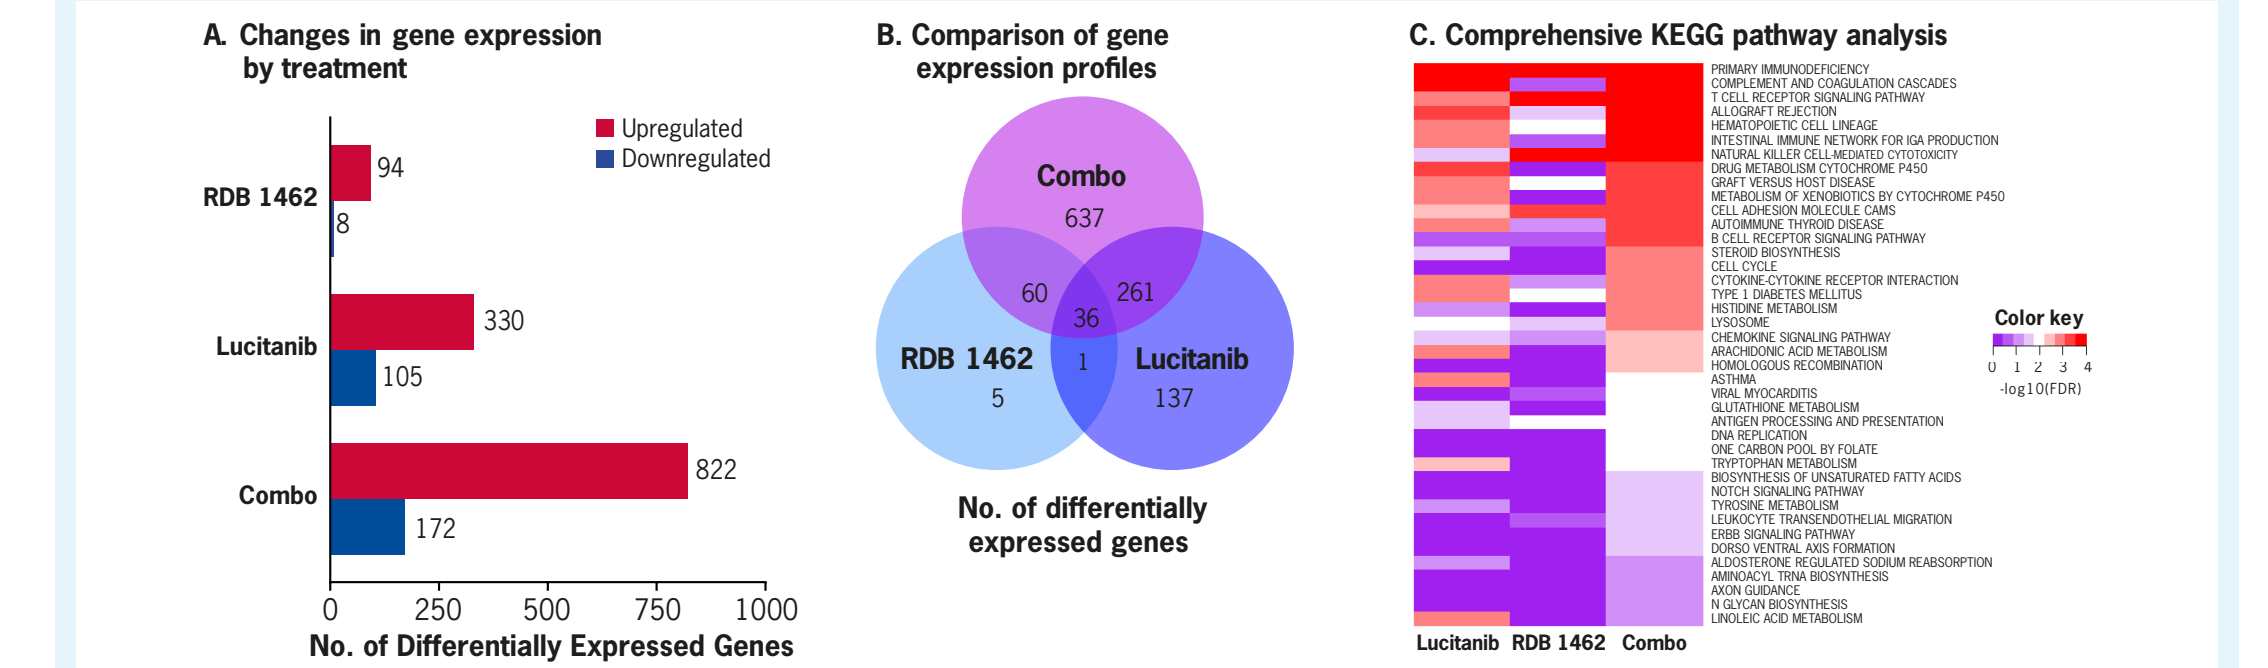 A. Changes in gene expression
by treatment
Upregulated
Downregulated
RDB 1462
94
8
Lucitanib
330
105
Combo
822
172
0 250 500 750 1000
No. of Differentially Expressed Genes
B. Comparison of gene
expression profiles
Combo
637
60
261
36
RDB 1462
1
Lucitanib
5
137
No. of differentially
expressed genes
C. Comprehensive KEGG pathway analysis
PRIMARY IMMUNODEFICIENCY
COMPLEMENT AND COAGULATION CASCADES
T CELL RECEPTOR SIGNALING PATHWAY
ALLOGRAFT REJECTION
HEMATOPOIETIC CELL LINEAGE
INTESTINAL IMMUNE NETWORK FOR IGA PRODUCTION
NATURAL KILLER CELL-MEDIATED CYTOTOXICITY
DRUG METABOLISM CYTOCHROME P450
GRAFT VERSUS HOST DISEASE
METABOLISM OF XENOBIOTICS BY CYTOCHROME P450
CELL ADHESION MOLECULE CAMS
AUTOIMMUNE THYROID DISEASE
B CELL RECEPTOR SIGNALING PATHWAY
STEROID BIOSYNTHESIS
CELL CYCLE
CYTOKINE-CYTOKINE RECEPTOR INTERACTION
TYPE 1 DIABETES MELLITUS
HISTIDINE METABOLISM
LYSOSOME
CHEMOKINE SIGNALING PATHWAY
ARACHIDONIC ACID METABOLISM
HOMOLOGOUS RECOMBINATION
ASTHMA
VIRAL MYOCARDITIS
GLUTATHIONE METABOLISM
ANTIGEN PROCESSING AND PRESENTATION
DNA REPLICATION
ONE CARBON POOL BY FOLATE
TRYPTOPHAN METABOLISM
BIOSYNTHESIS OF UNSATURATED FATTY ACIDS
NOTCH SIGNALING PATHWAY
TYROSINE METABOLISM
LEUKOCYTE TRANSENDOTHELIAL MIGRATION
ERBB SIGNALING PATHWAY
DORSO VENTRAL AXIS FORMATION
ALDOSTERONE REGULATED SODIUM REABSORPTION
AMINOACYL TRNA BIOSYNTHESIS
AXON GUIDANCE
N GLYCAN BIOSYNTHESIS
LINOLEIC ACID METABOLISM
Lucitanib RDB 1462 Combo
Color key
0 1 2 3 4
-log10(FDR)